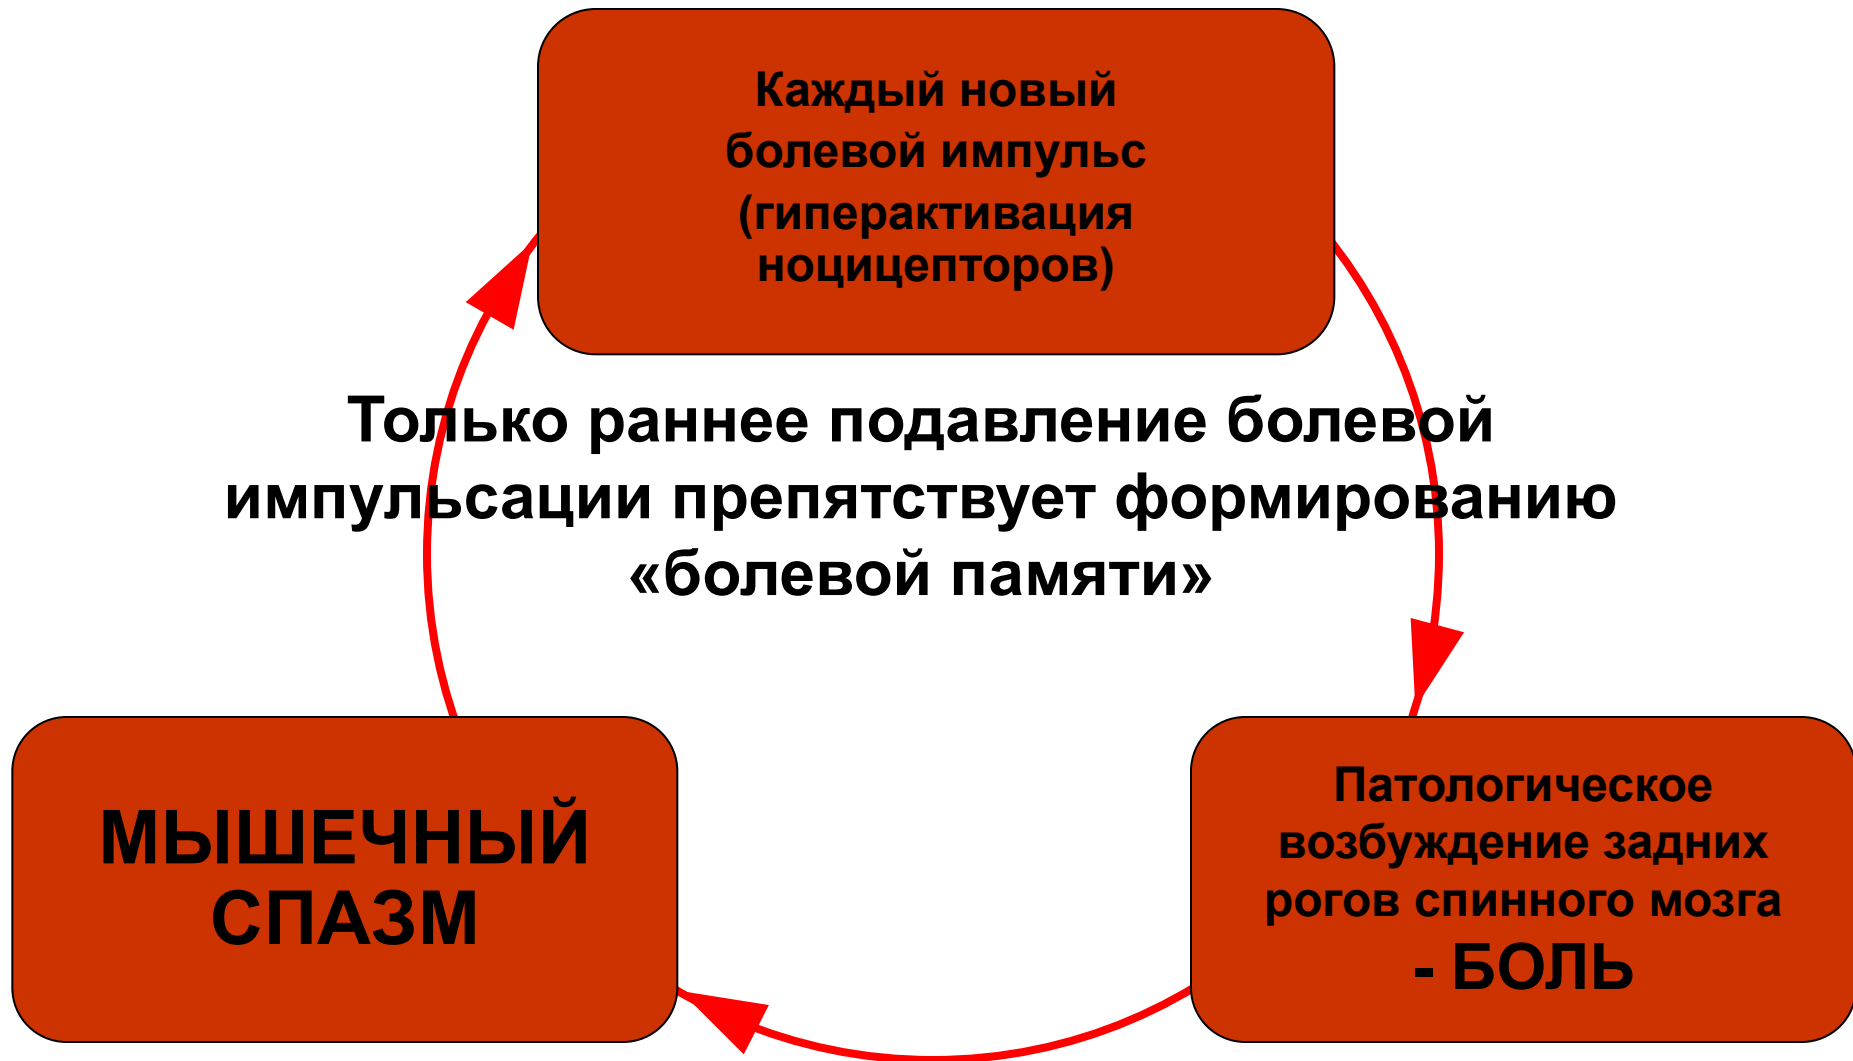 Каждый новый
болевой импульс
(гиперактивация
ноцицепторов)
Только раннее подавление болевой
импульсации препятствует формированию
«болевой памяти»
МЫШЕЧНЫЙ
СПАЗМ
Патологическое
возбуждение задних
рогов спинного мозга
- БОЛЬ